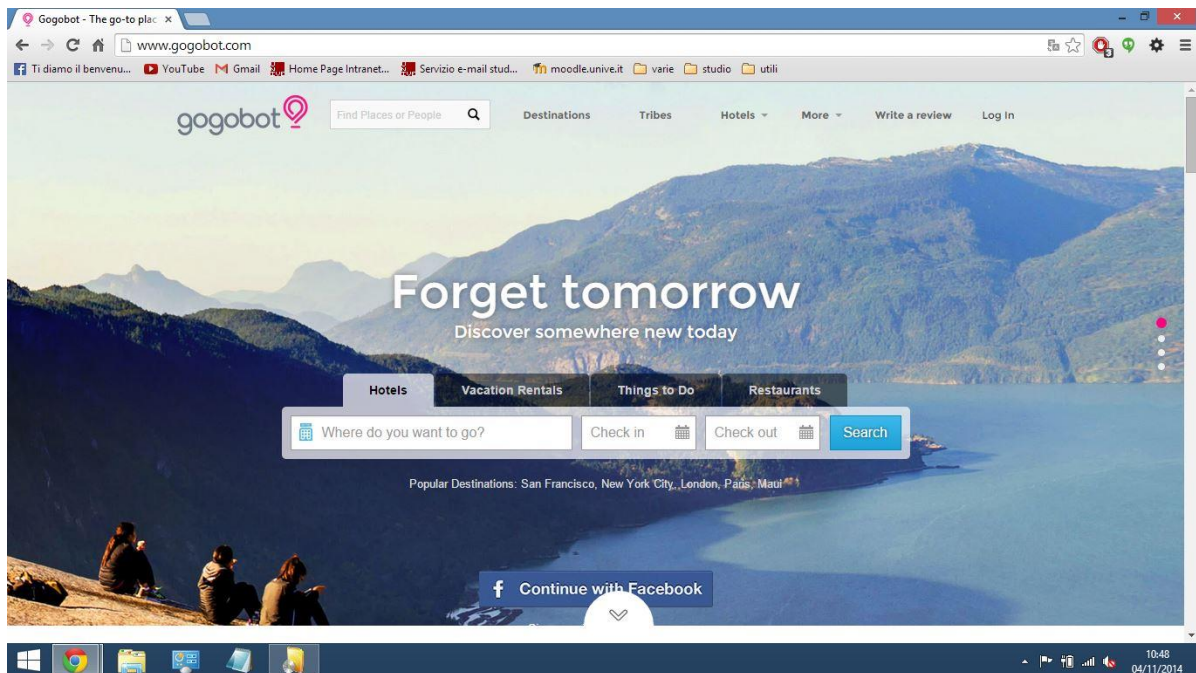 Gogobot - The go-to plac
www.gogobot.com
3
Ti diamo il benvenu... YouTube Gmail Home Page Intranet... Servizio e-mail stud... moodle.unive.it varie studio utili
gogobot Find Places or People Destinations Tribes Hotels More Write a review Log In
Forget tomorrow
Discover somewhere new today
Hotels Vacation Rentals Things to Do Restaurants
Where do you want to go? Check in Check out Search
Popular Destinations: San Francisco, New York City, London, Paris, Maui
f Continue with Facebook
10:48
04/11/2014